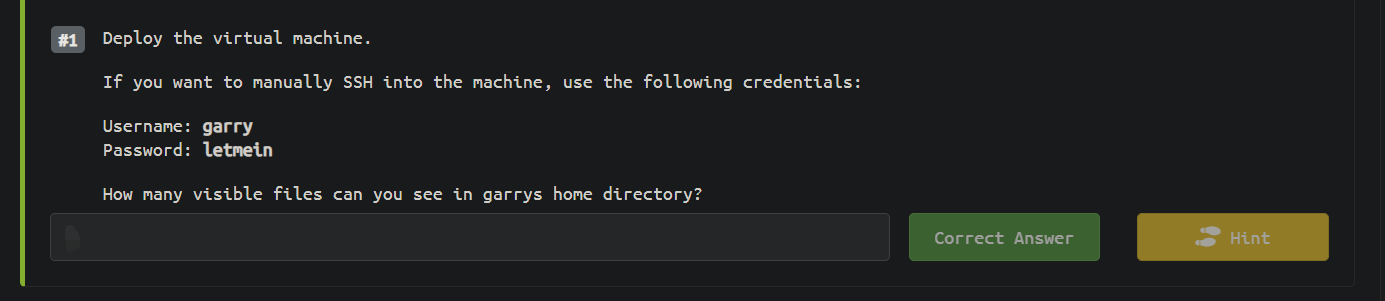 #1 Deploy the virtual machine.
If you want to manually SSH into the machine, use the following credentials:
Username: garry
Password: letmein
How many visible files can you see in garrys home directory?
Correct Answer
Hint